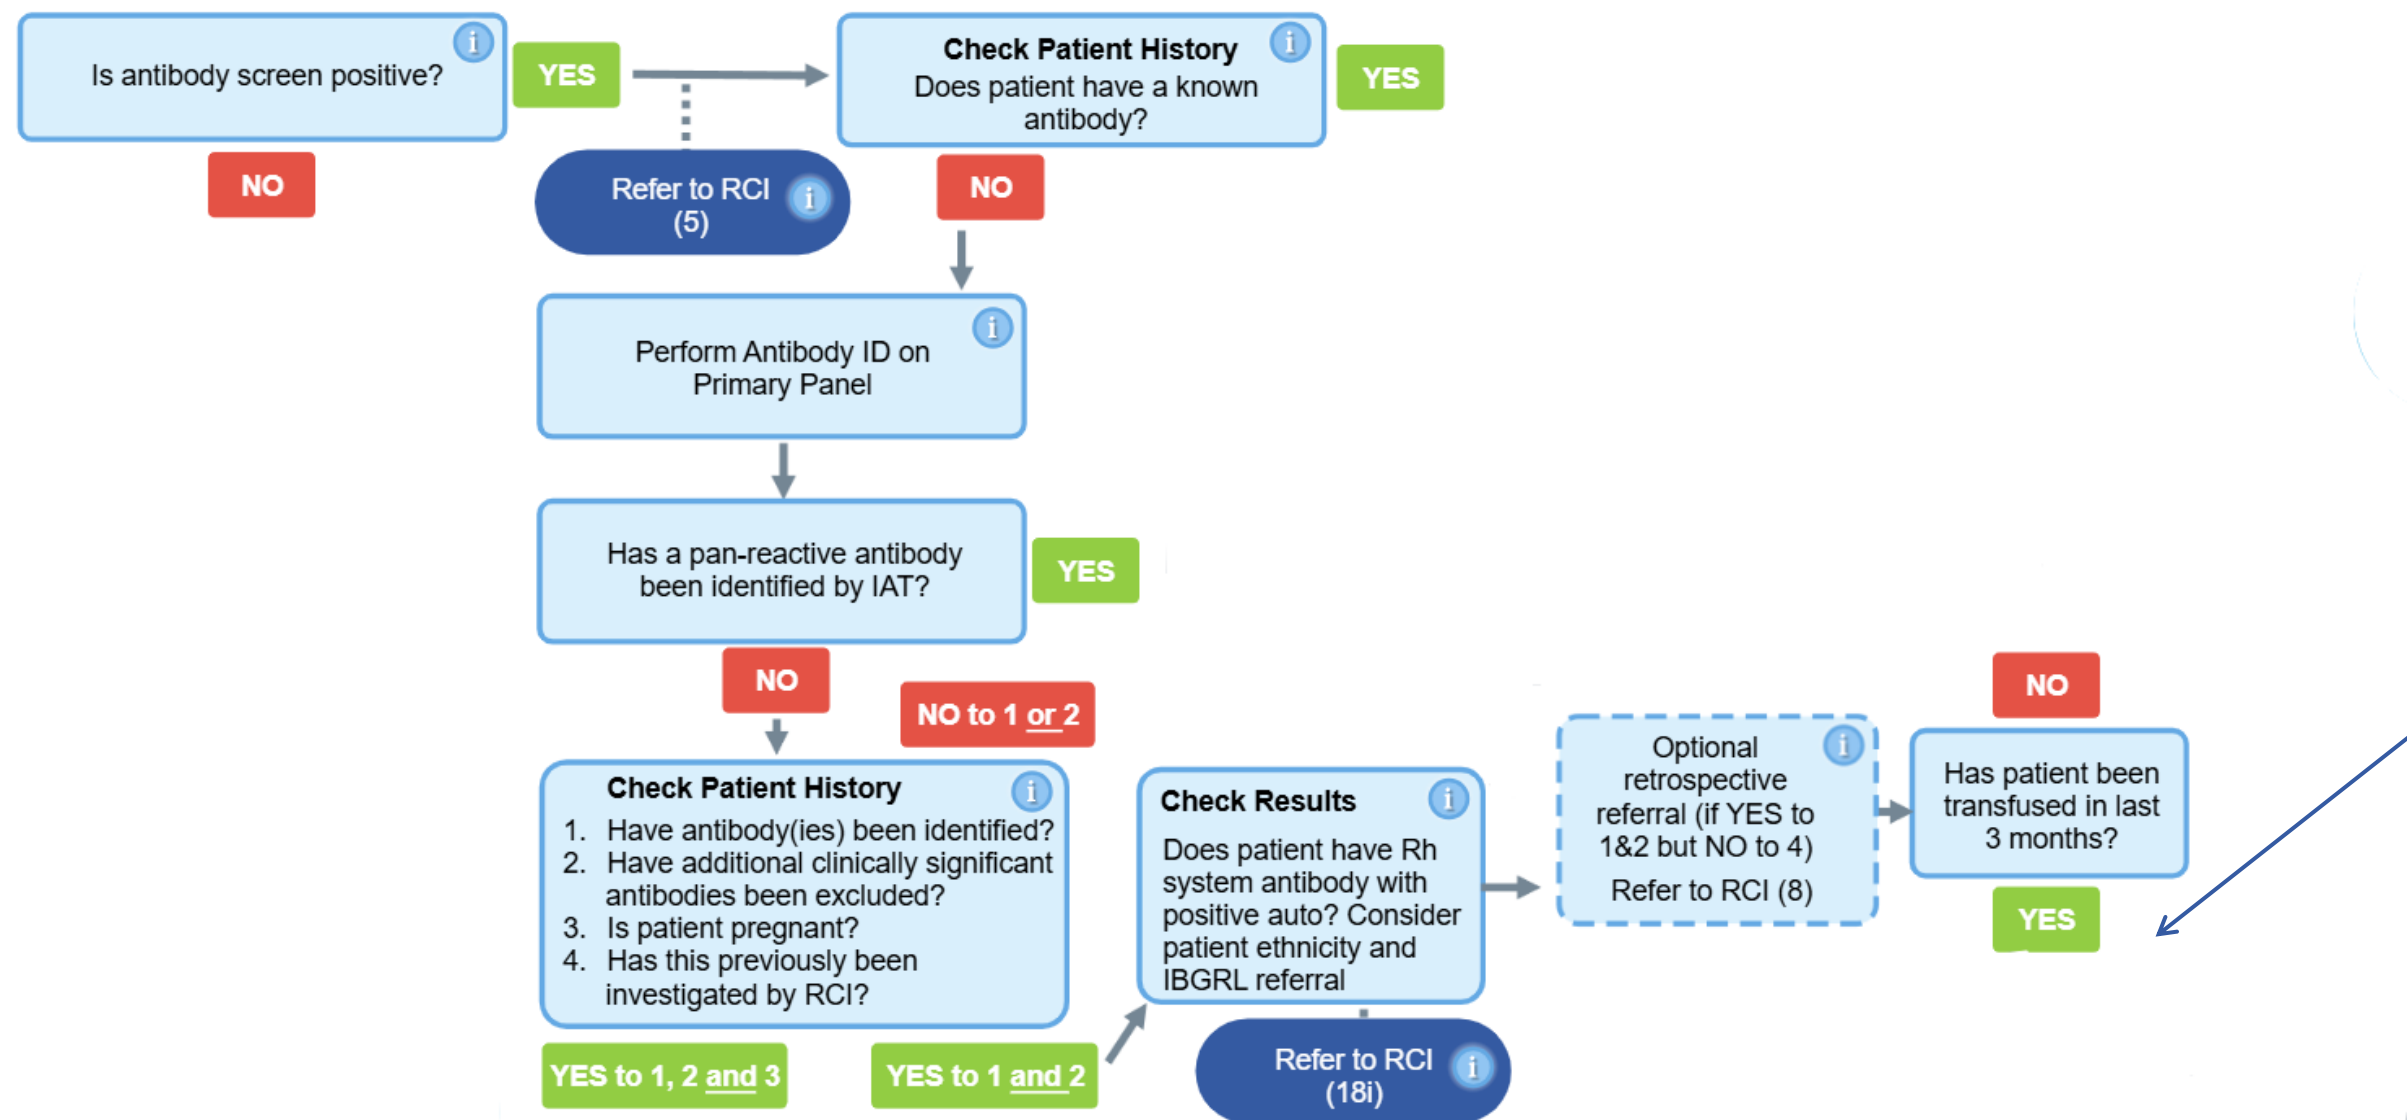 Is antibody screen positive?
YES
NO
Refer to RCI
(5)
Check Patient History
Does patient have a known
antibody?
YES
NO
Perform Antibody ID on
Primary Panel
Has a pan-reactive antibody
been identified by IAT?
YES
NO
NO to 1 or 2
Check Patient History
1. Have antibody(ies) been identified?
2. Have additional clinically significant
antibodies been excluded?
3. Is patient pregnant?
4. Has this previously been
investigated by RCI?
YES to 1, 2 and 3
YES to 1 and 2
Check Results
Does patient have Rh
system antibody with
positive auto? Consider
patient ethnicity and
IBGRL referral
Refer to RCI
(18i)
Optional
retrospective
referral (if YES to
1&2 but NO to 4)
Refer to RCI (8)
NO
Has patient been
transfused in last
3 months?
YES